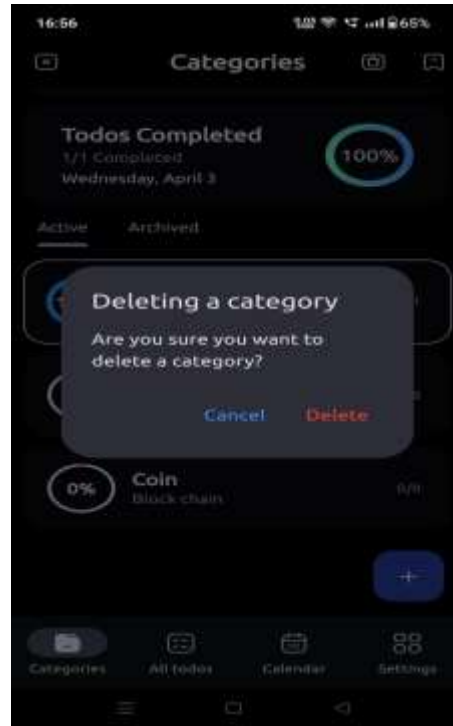 16:56
65%
Categories
Todos Completed
1/1 Completed
Wednesday, April 3
100%
Active
Archived
Deleting a category
Are you sure you want to
delete a category?
Cancel
Delete
0%
Coin
Block chain
0/0
+
Categories
All todos
Calendar
Settings